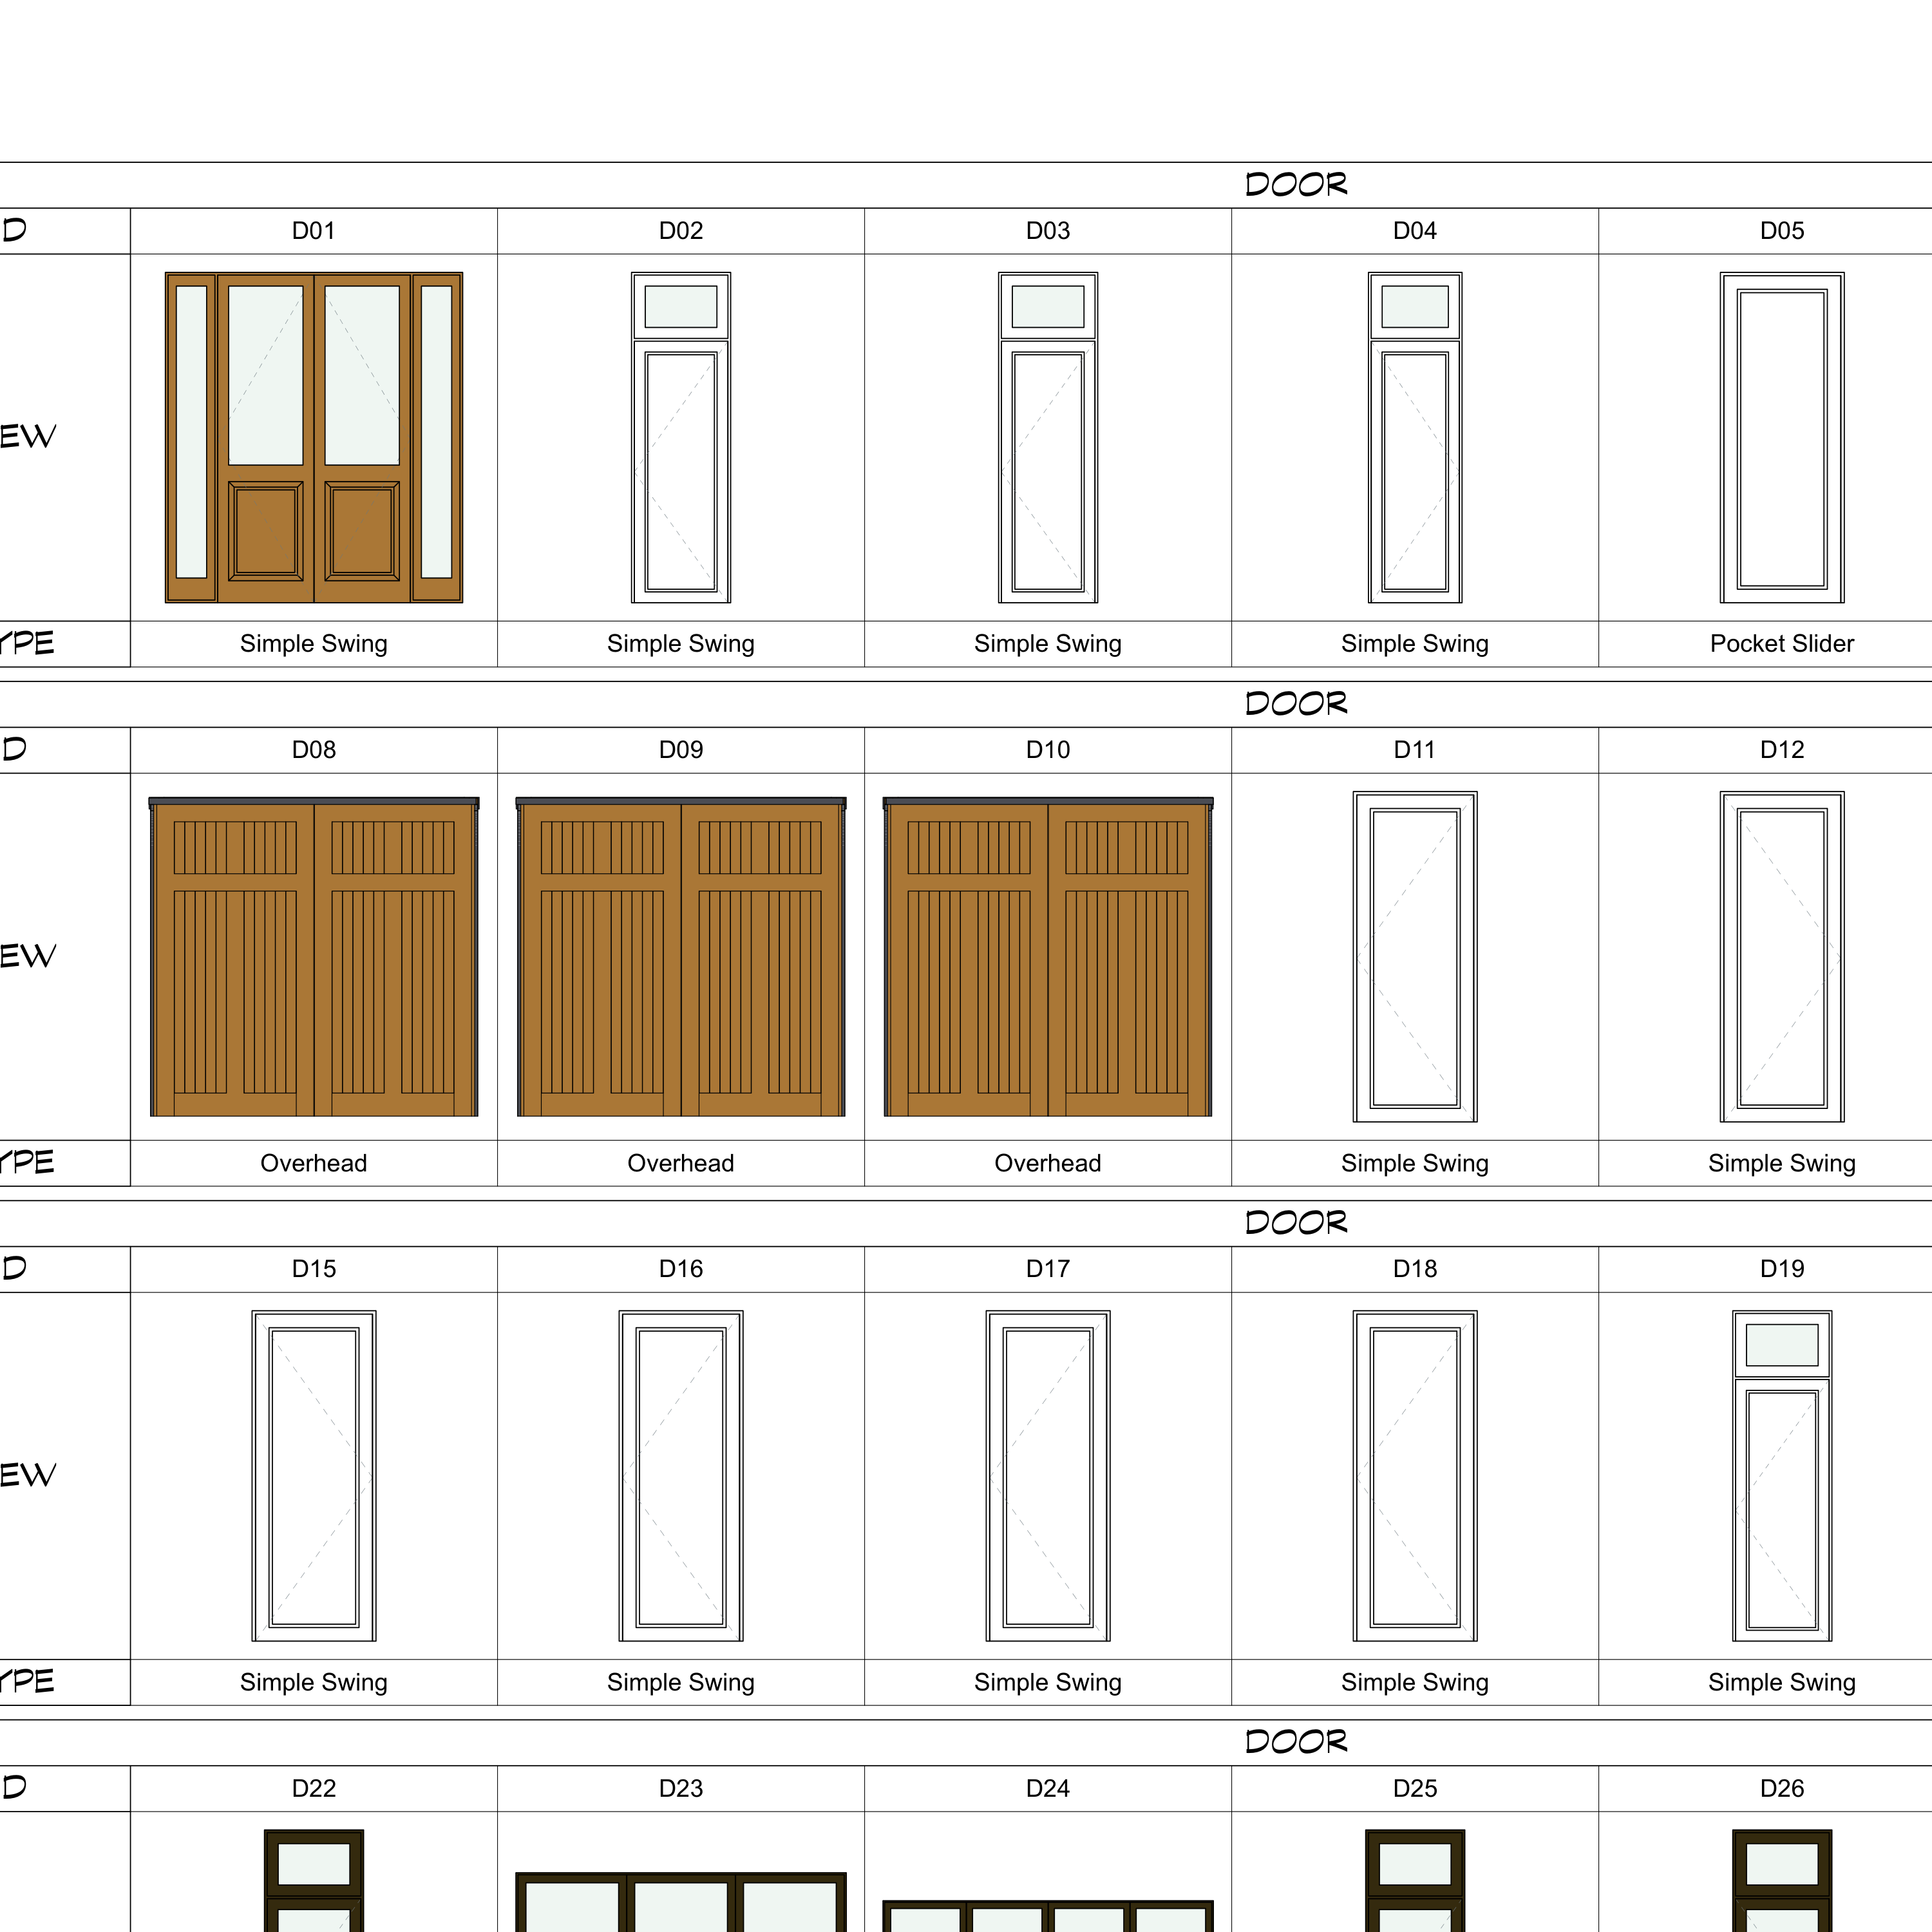 DOOR
D D01 D02 D03 D04 D05
EW
YPE Simple Swing Simple Swing Simple Swing Simple Swing Pocket Slider
DOOR
D D08 D09 D10 D11 D12
EW
YPE Overhead Overhead Overhead Simple Swing Simple Swing
DOOR
D D15 D16 D17 D18 D19
EW
YPE Simple Swing Simple Swing Simple Swing Simple Swing Simple Swing
DOOR
D D22 D23 D24 D25 D26